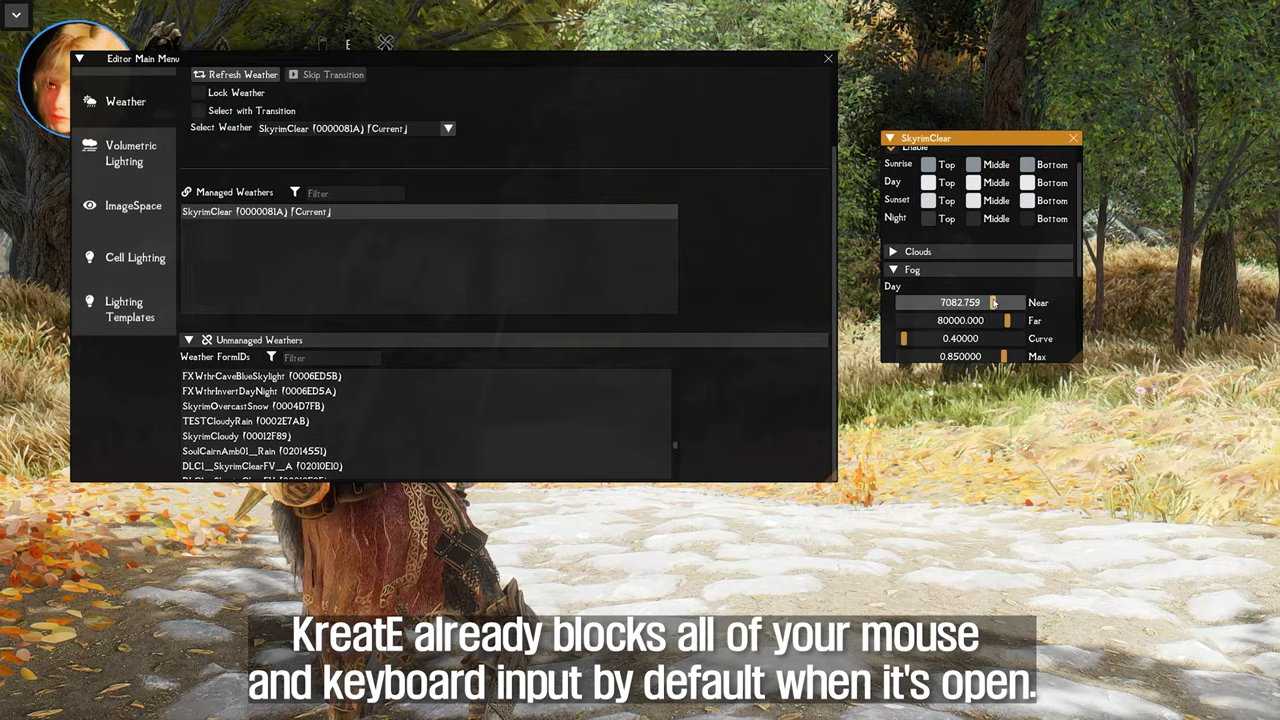 E
Editor Main Menu
Refresh Weather
Skip Transition
Weather
Lock Weather
Select with Transition
Select Weather SkyrimClear [0000081A] [Current]
Volumetric
Lighting
ImageSpace
Cell Lighting
Lighting
Templates
Managed Weathers
Filter
SkyrimClear [0000081A] [Current]
Unmanaged Weathers
Weather FormIDs
Filter
FXWthrCaveBlueSkylight [0006ED5B]
FXWthrInvertDayNight [0006ED5A]
SkyrimOvercastSnow [0004D7FB]
TESTCloudyRain [0002E7AB]
SkyrimCloudy [00012F89]
SoulCairnAmb01__Rain [02014551]
DLC1__SkyrimClearFV__A [02010E10]
SkyrimClear
Enable
Sunrise Top Middle Bottom
Day Top Middle Bottom
Sunset Top Middle Bottom
Night Top Middle Bottom
Clouds
Fog
Day
7082.759 Near
80000.000 Far
0.40000 Curve
0.850000 Max
KreatE already blocks all of your mouse
and keyboard input by default when it's open.